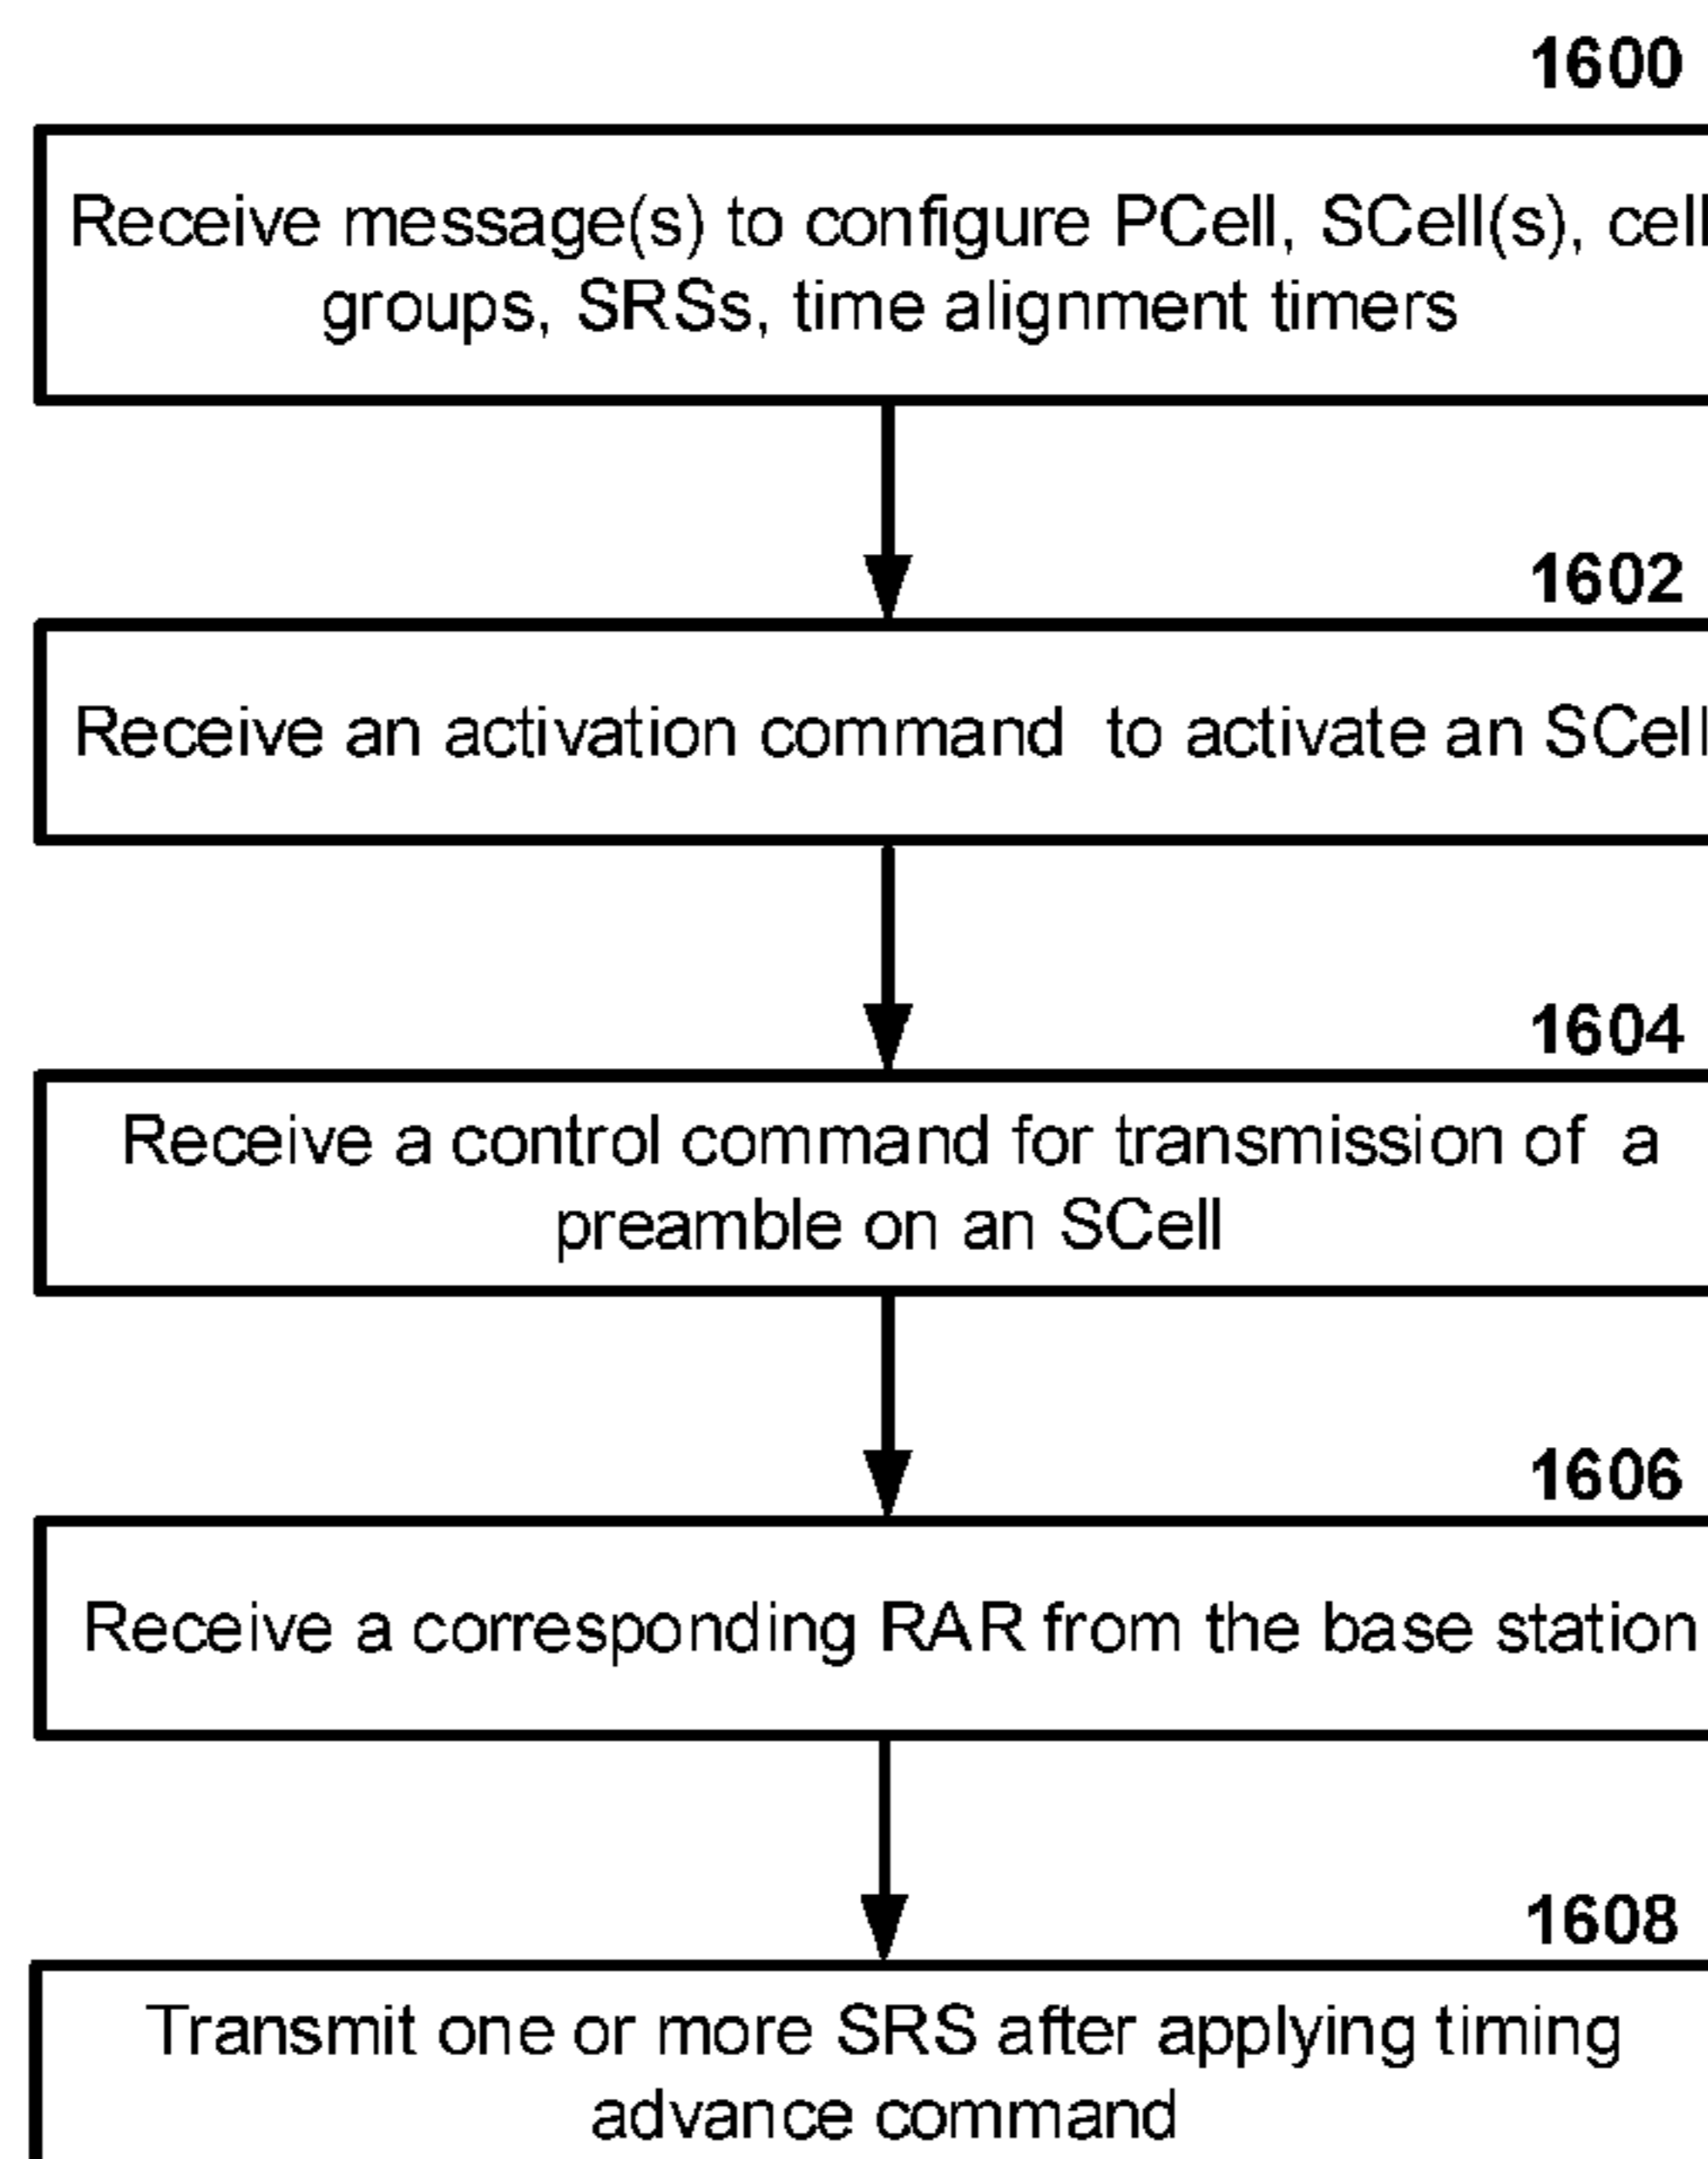 1600
Receive message(s) to configure PCell, SCell(s), cell
groups, SRSs, time alignment timers
1602
Receive an activation command to activate an SCell
1604
Receive a control command for transmission of a
preamble on an SCell
1606
Receive a corresponding RAR from the base station
1608
Transmit one or more SRS after applying timing
advance command